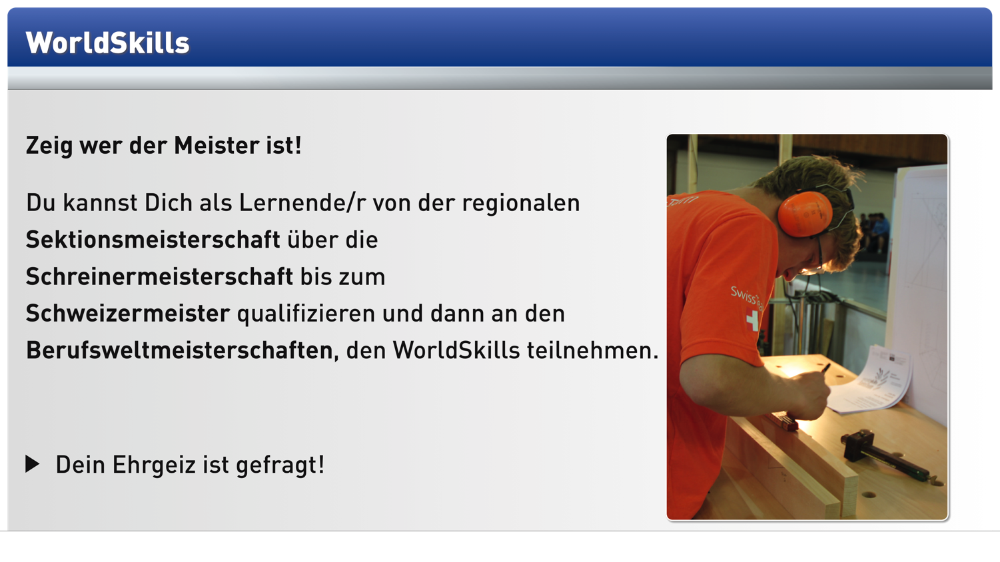 WorldSkills
Zeig wer der Meister ist!
Du kannst Dich als Lernende/r von der regionalen
Sektionsmeisterschaft über die
Schreinermeisterschaft bis zum
Schweizermeister qualifizieren und dann an den
Berufsweltmeisterschaften, den WorldSkills teilnehmen.
▶ Dein Ehrgeiz ist gefragt!